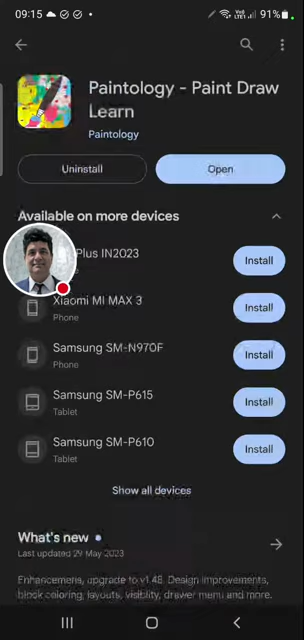 09:15
91%
Paintology - Paint Draw
Learn
Paintology
Uninstall
Open
Available on more devices
Plus IN2023
Install
Xiaomi MI MAX 3
Phone
Install
Samsung SM-N970F
Phone
Install
Samsung SM-P615
Tablet
Install
Samsung SM-P610
Tablet
Install
Show all devices
What's new
Last updated 29 May 2023
Enhancemens, upgrade to v1.48. Design improvements,
block coloring, layouts, visiblity, drawer menu and more.